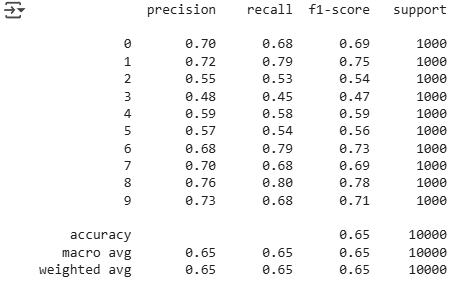 precision recall f1-score support
0 0.70 0.68 0.69 1000
1 0.72 0.79 0.75 1000
2 0.55 0.53 0.54 1000
3 0.48 0.45 0.47 1000
4 0.59 0.58 0.59 1000
5 0.57 0.54 0.56 1000
6 0.68 0.79 0.73 1000
7 0.70 0.68 0.69 1000
8 0.76 0.80 0.78 1000
9 0.73 0.68 0.71 1000
accuracy 0.65 10000
macro avg 0.65 0.65 0.65 10000
weighted avg 0.65 0.65 0.65 10000